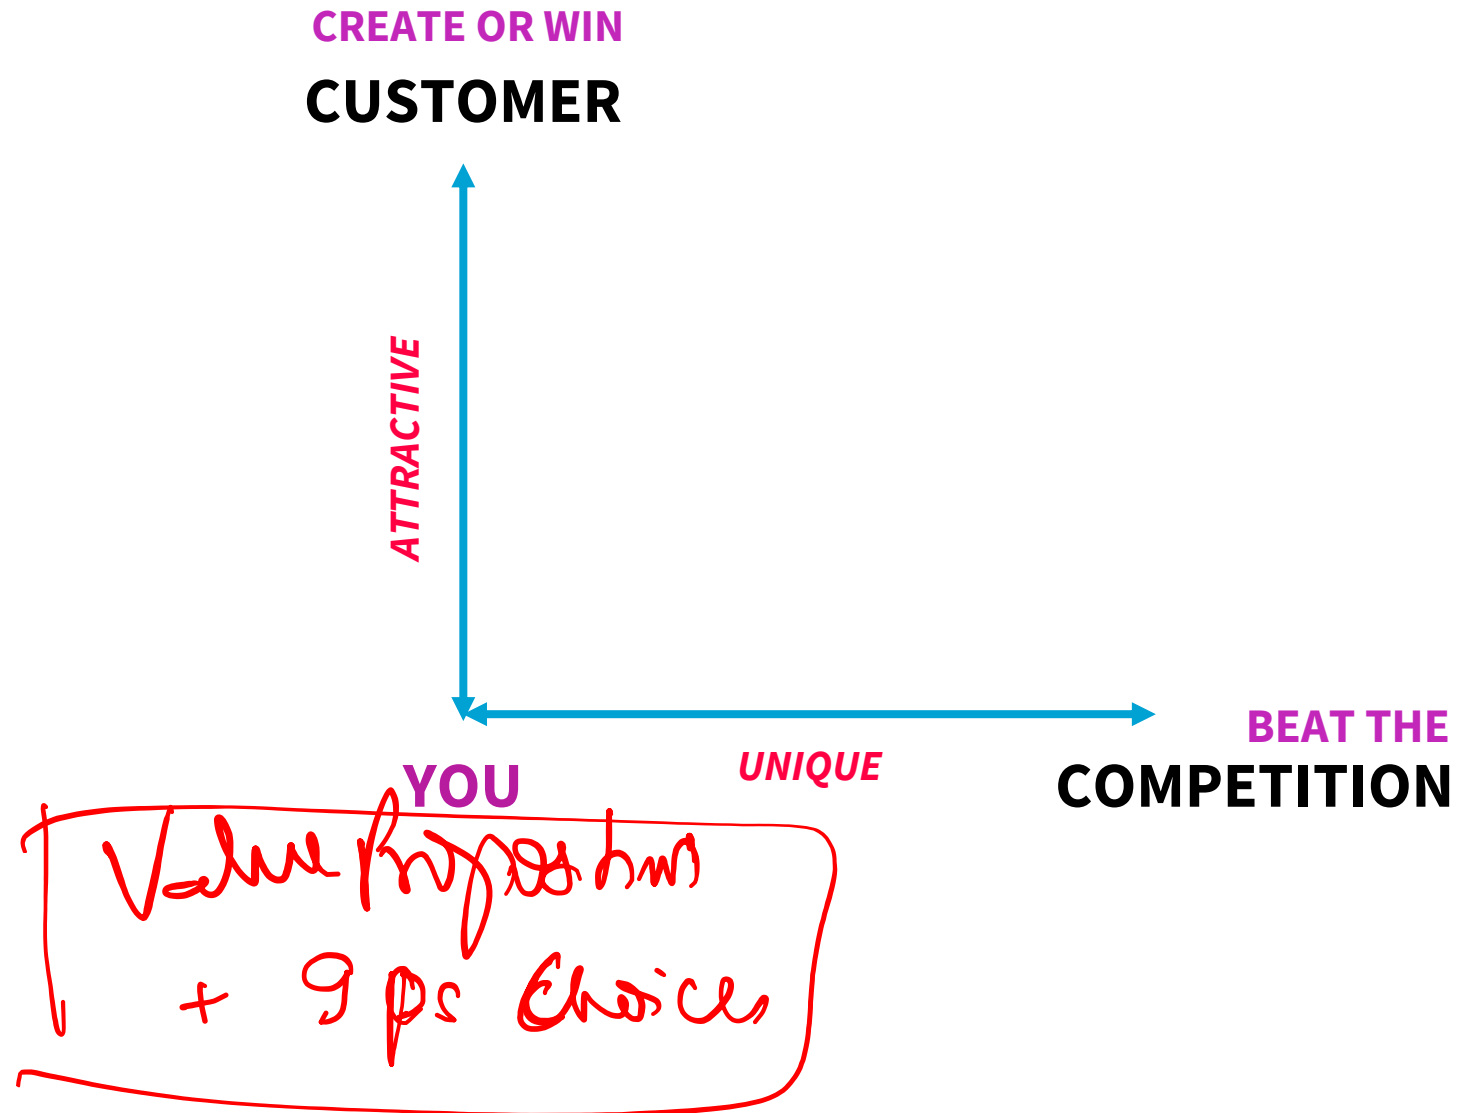 CREATE OR WIN
CUSTOMER
ATTRACTIVE
BEAT THE
COMPETITION
UNIQUE
YOU
Value Propositions
+ 9 ps Choices